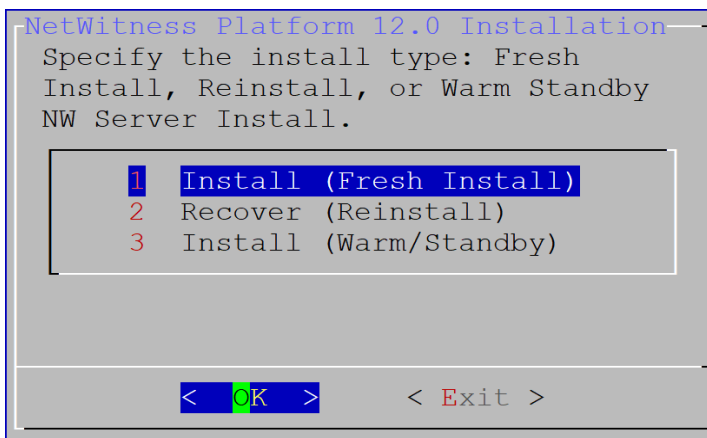 NetWitness Platform 12.0 Installation
Specify the install type: Fresh
Install, Reinstall, or Warm Standby
NW Server Install.
1 Install (Fresh Install)
2 Recover (Reinstall)
3 Install (Warm/Standby)
< OK > < Exit >